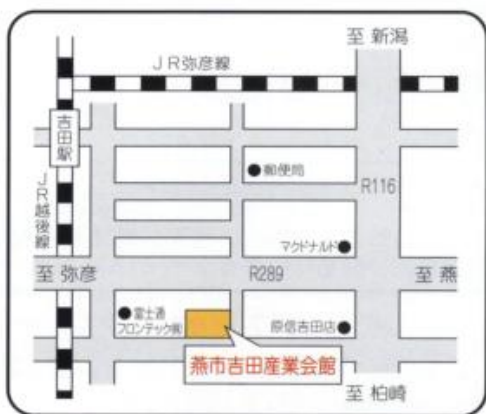 至 新潟
JR弥彦線
吉田駅
郵便局
R116
JR越後線
マクドナルド
至 弥彦
R289
至 燕
富士通
フロンテック㈱
原信吉田店
燕市吉田産業会館
至 柏崎